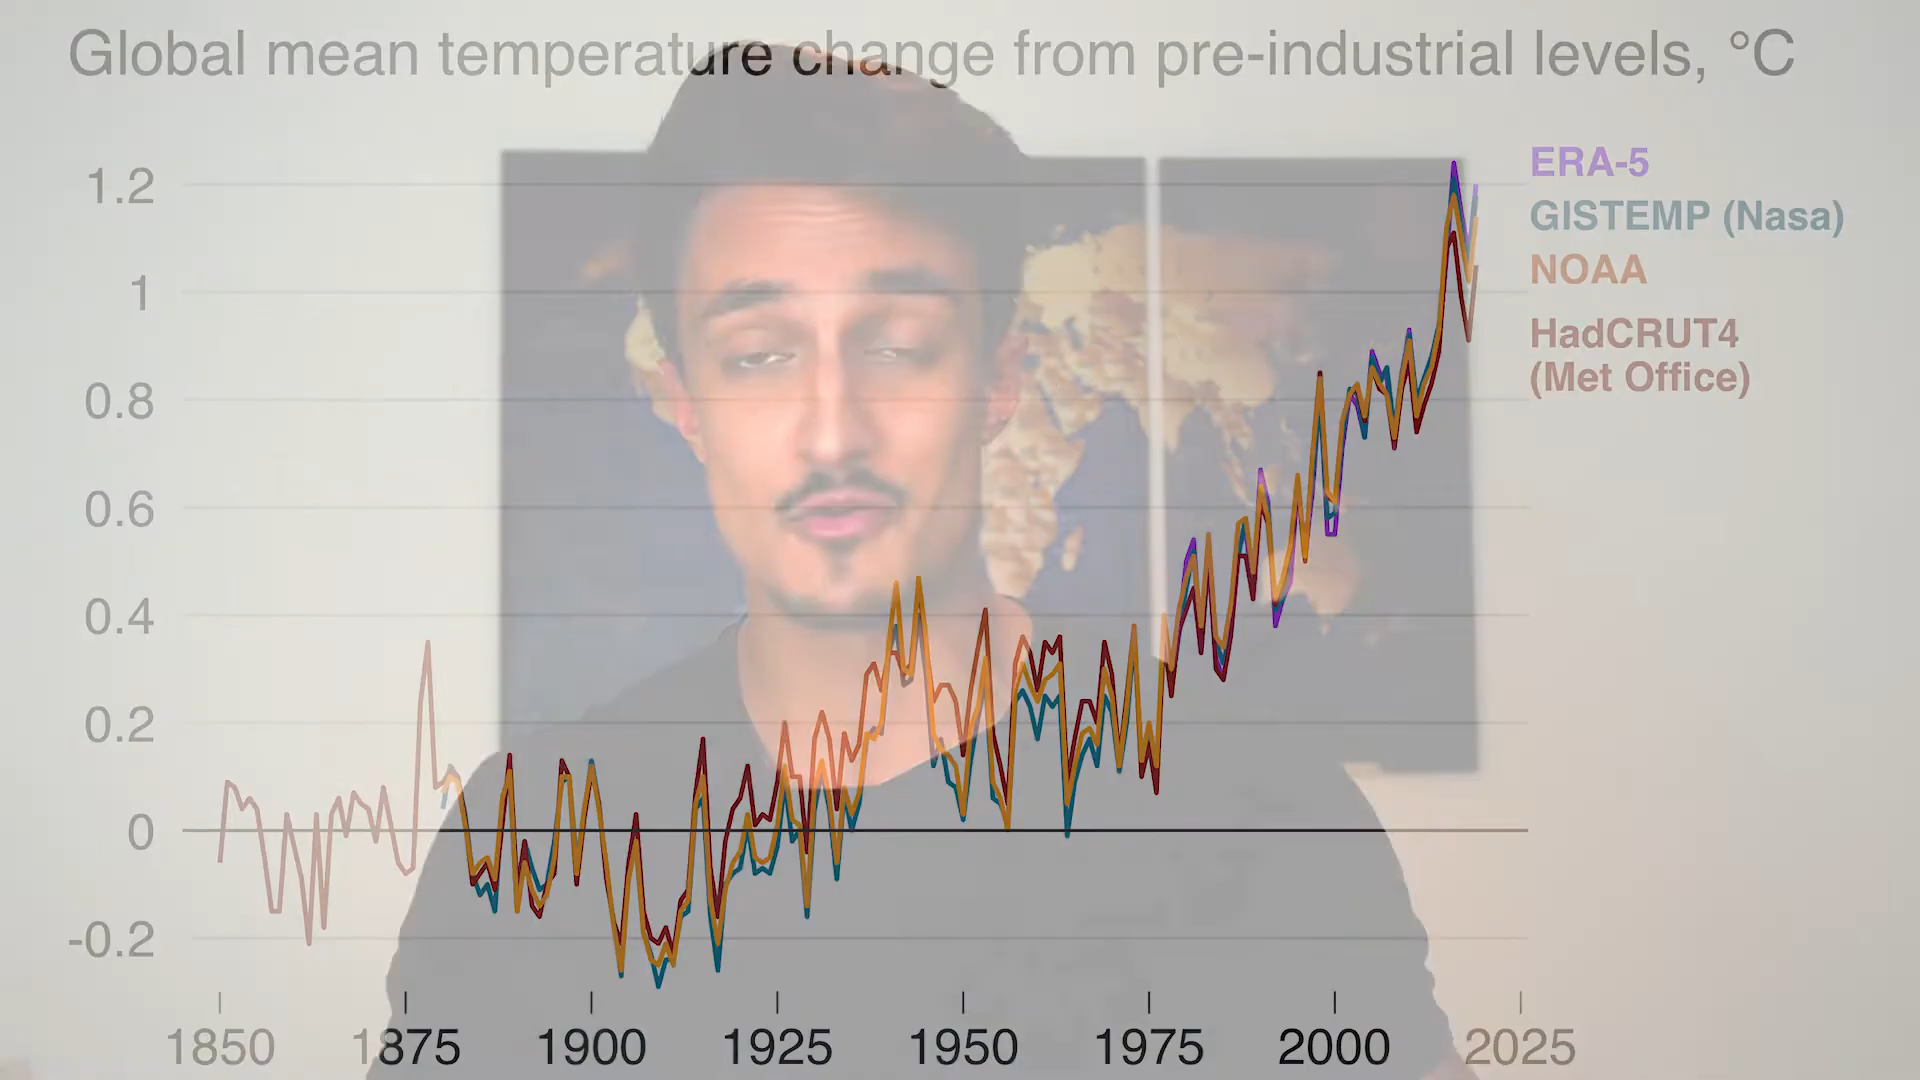 Global mean temperature change from pre-industrial levels, °C
1.2
1
0.8
0.6
0.4
0.2
0
-0.2
ERA-5
GISTEMP (Nasa)
NOAA
HadCRUT4
(Met Office)
1850 1875 1900 1925 1950 1975 2000 2025